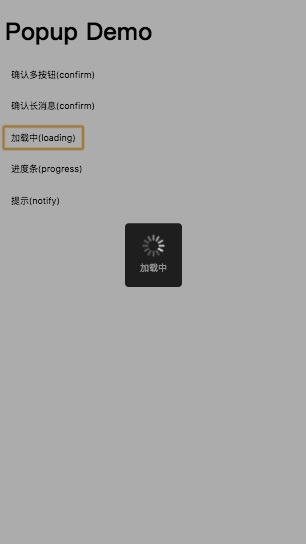 Popup Demo
确认多按钮(confirm)
确认长消息(confirm)
加载中(loading)
进度条(progress)
提示(notify)
加载中